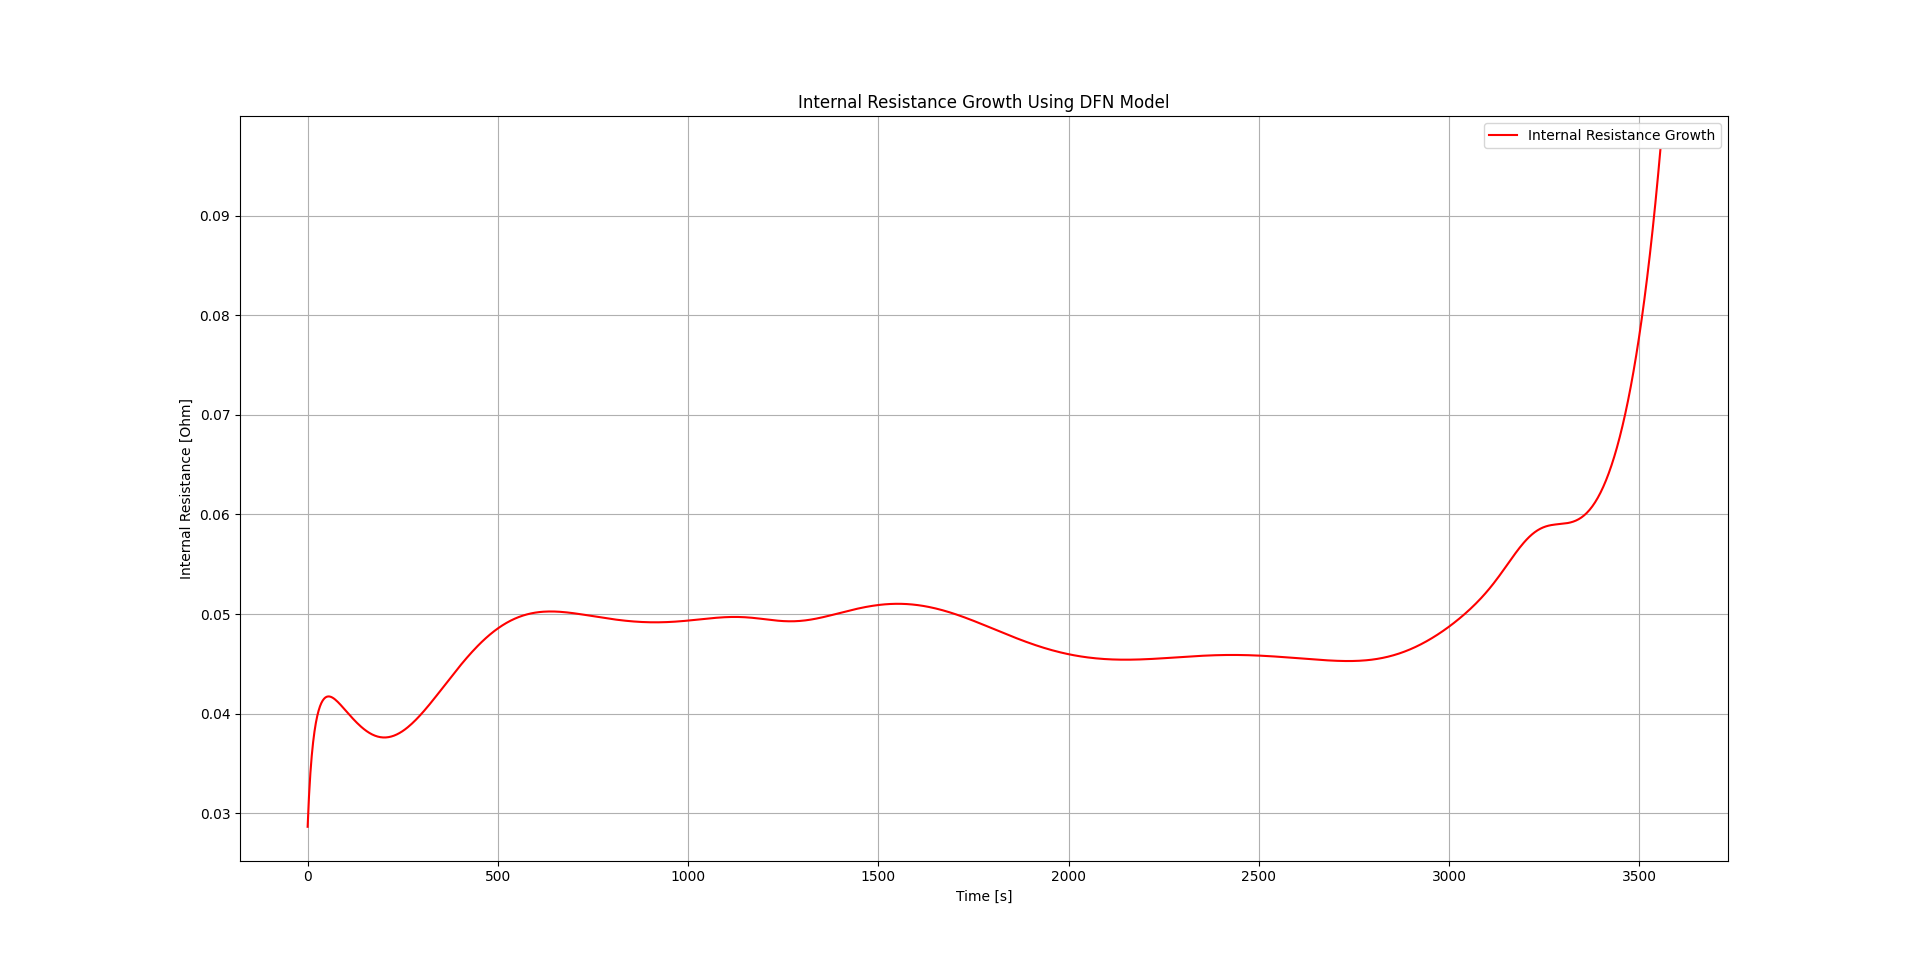 Internal Resistance Growth Using DFN Model
Internal Resistance Growth
0.09
0.08
0.07
0.06
0.05
0.04
0.03
Internal Resistance [Ohm]
0 500 1000 1500 2000 2500 3000 3500
Time [s]